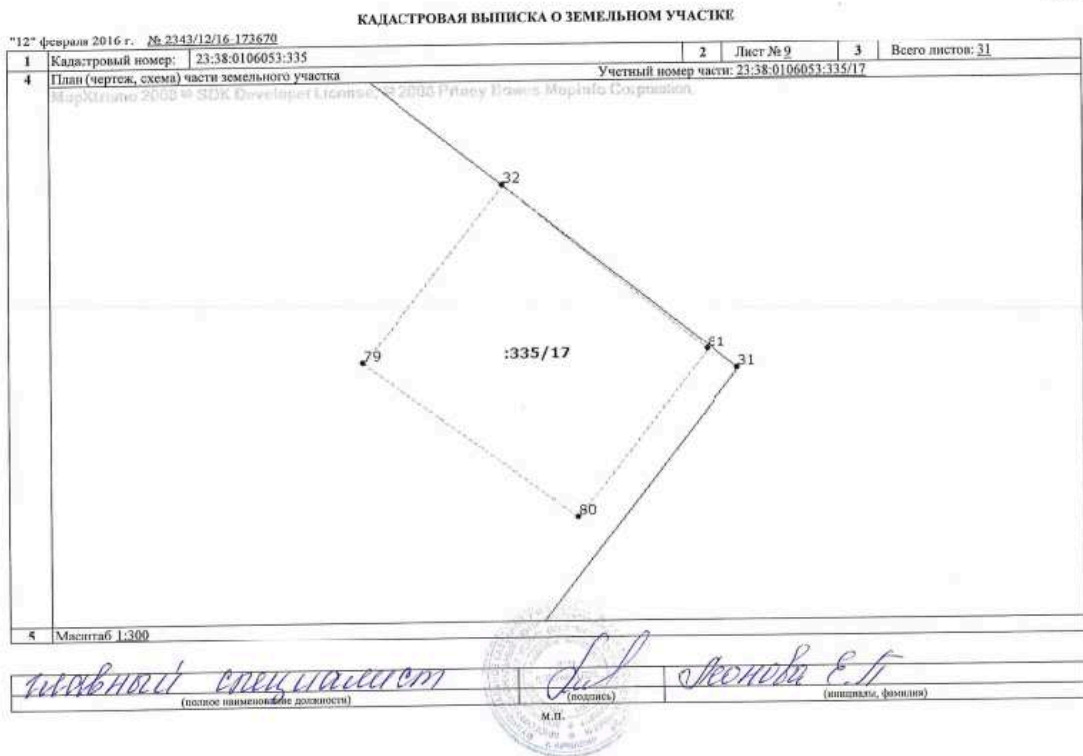 КАДАСТРОВАЯ ВЫПИСКА О ЗЕМЕЛЬНОМ УЧАСТКЕ
"12" февраля 2016 г. № 2343/12/16-173670
1 Кадастровый номер: 23:38:0106053:335 2 Лист № 9 3 Всего листов: 31
4 План (чертеж, схема) части земельного участка Учетный номер части: 23:38:0106053:335/17
MapXtreme 2008 ® SDK Developer License. © 2008 Pitney Bowes MapInfo Corporation.
32
61
31
79
:335/17
80
5 Масштаб 1:300
главный специалист Леонова Е.П
(полное наименование должности) (подпись) (инициалы, фамилия)
М.П.